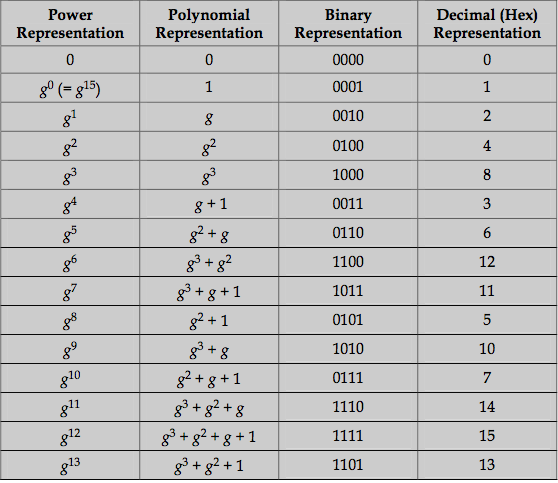 Power Representation Polynomial Representation Binary Representation Decimal (Hex) Representation
0 0 0000 0
g⁰ (= g¹⁵) 1 0001 1
g¹ g 0010 2
g² g² 0100 4
g³ g³ 1000 8
g⁴ g + 1 0011 3
g⁵ g² + g 0110 6
g⁶ g³ + g² 1100 12
g⁷ g³ + g + 1 1011 11
g⁸ g² + 1 0101 5
g⁹ g³ + g 1010 10
g¹⁰ g² + g + 1 0111 7
g¹¹ g³ + g² + g 1110 14
g¹² g³ + g² + g + 1 1111 15
g¹³ g³ + g² + 1 1101 13